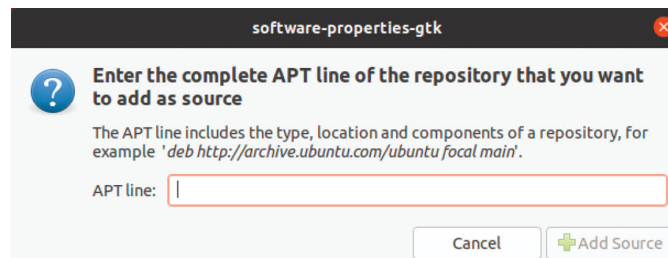 software-properties-gtk
Enter the complete APT line of the repository that you want
to add as source
The APT line includes the type, location and components of a repository, for
example 'deb http://archive.ubuntu.com/ubuntu focal main'.
APT line:
Cancel
Add Source